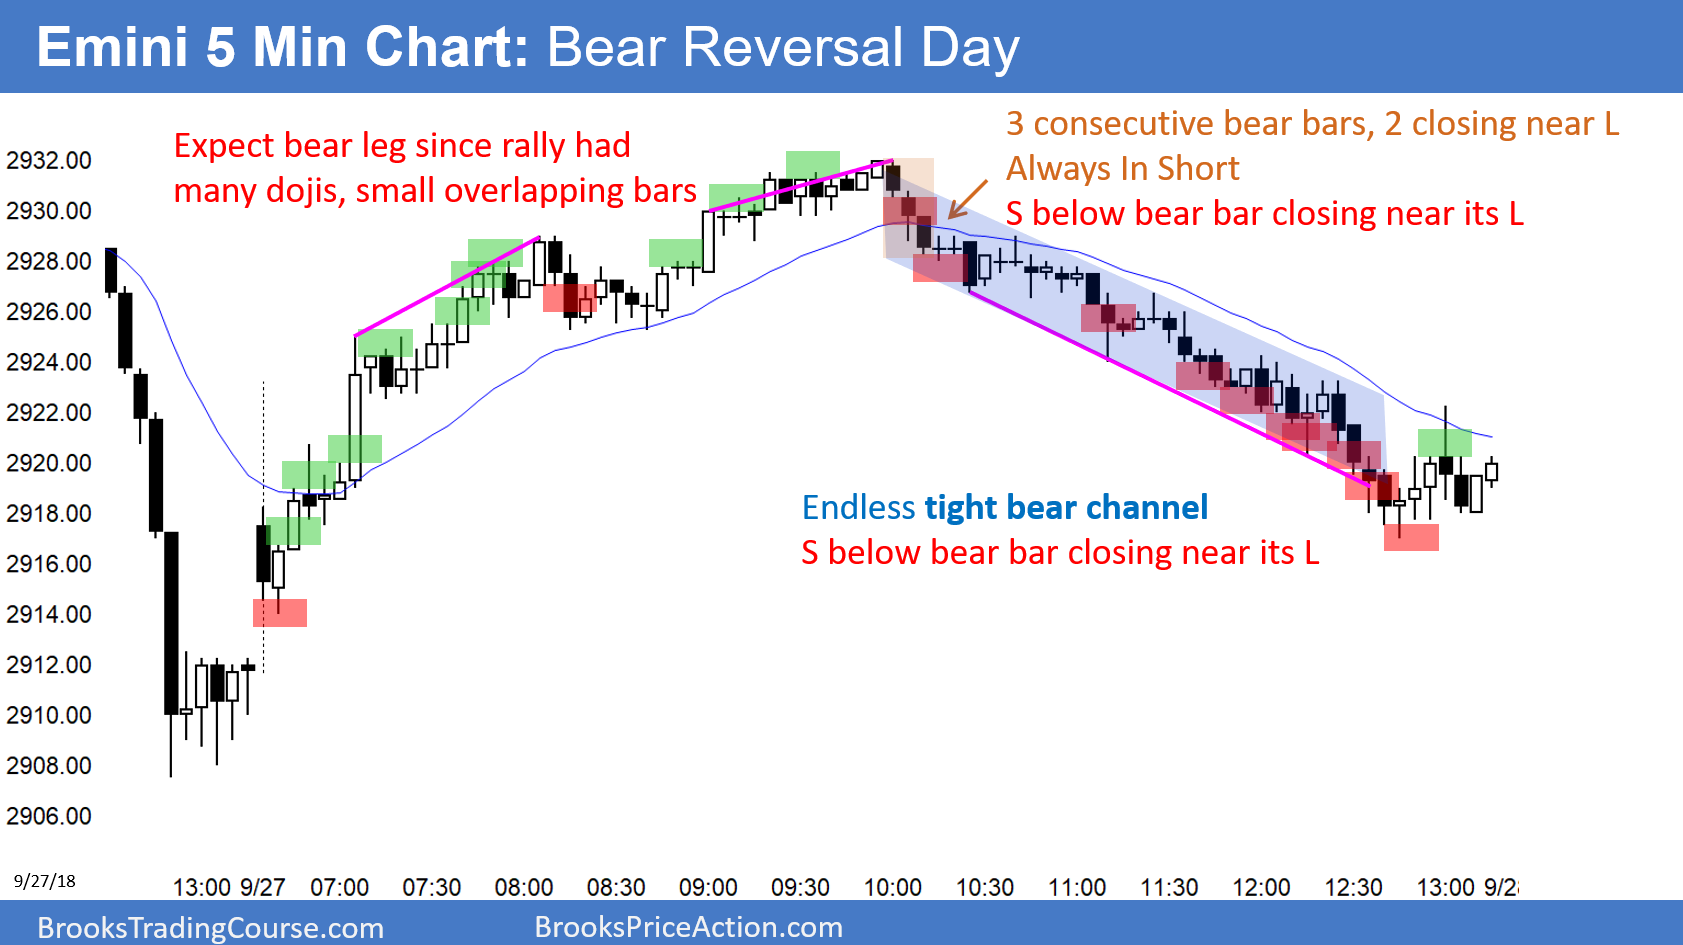 Emini 5 Min Chart: Bear Reversal Day
Expect bear leg since rally had
many dojis, small overlapping bars
3 consecutive bear bars, 2 closing near L
Always In Short
S below bear bar closing near its L
Endless tight bear channel
S below bear bar closing near its L
2932.00
2930.00
2928.00
2926.00
2924.00
2922.00
2920.00
2918.00
2916.00
2914.00
2912.00
2910.00
2908.00
2906.00
9/27/18
13:00 9/27 07:00 07:30 08:00 08:30 09:00 09:30 10:00 10:30 11:00 11:30 12:00 12:30 13:00 9/28
BrooksTradingCourse.com
BrooksPriceAction.com